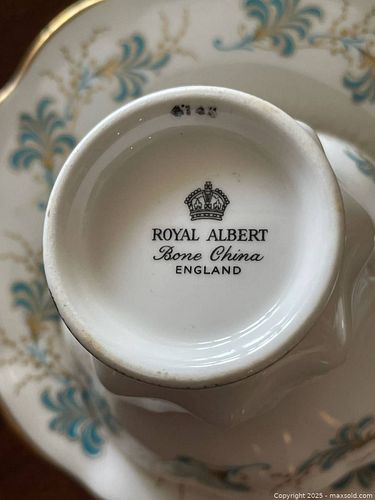 ROYAL ALBERT
Bone China
ENGLAND
Copyright 2025 - maxsold.com